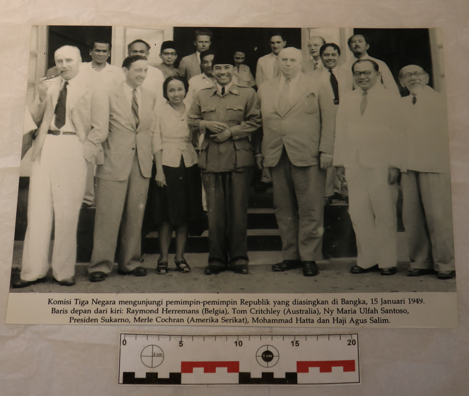 Komisi Tiga Negara mengunjungi pemimpin-pemimpin Republik yang diasingkan di Bangka, 15 Januari 1949.
Baris depan dari kiri: Raymond Herremans (Belgia), Tom Critchley (Australia), Ny Maria Ulfah Santoso,
Presiden Sukarno, Merle Cochran (Amerika Serikat), Mohammad Hatta dan Haji Agus Salim.
0 5 10 15 20